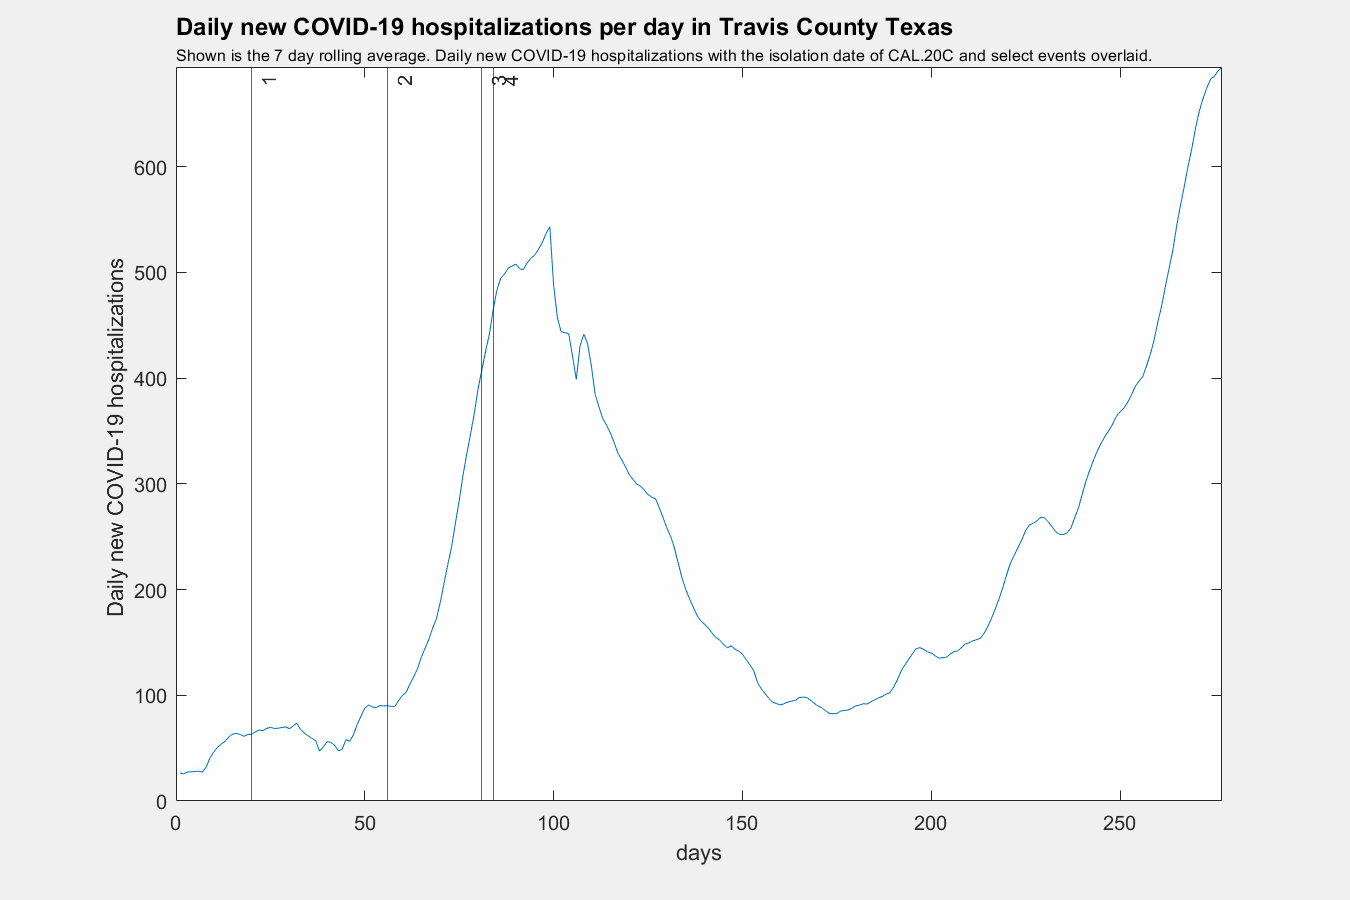 Daily new COVID-19 hospitalizations per day in Travis County Texas
Shown is the 7 day rolling average. Daily new COVID-19 hospitalizations with the isolation date of CAL.20C and select events overlaid.
1
2
3
4
600
500
400
300
200
100
0
Daily new COVID-19 hospitalizations
0 50 100 150 200 250
days